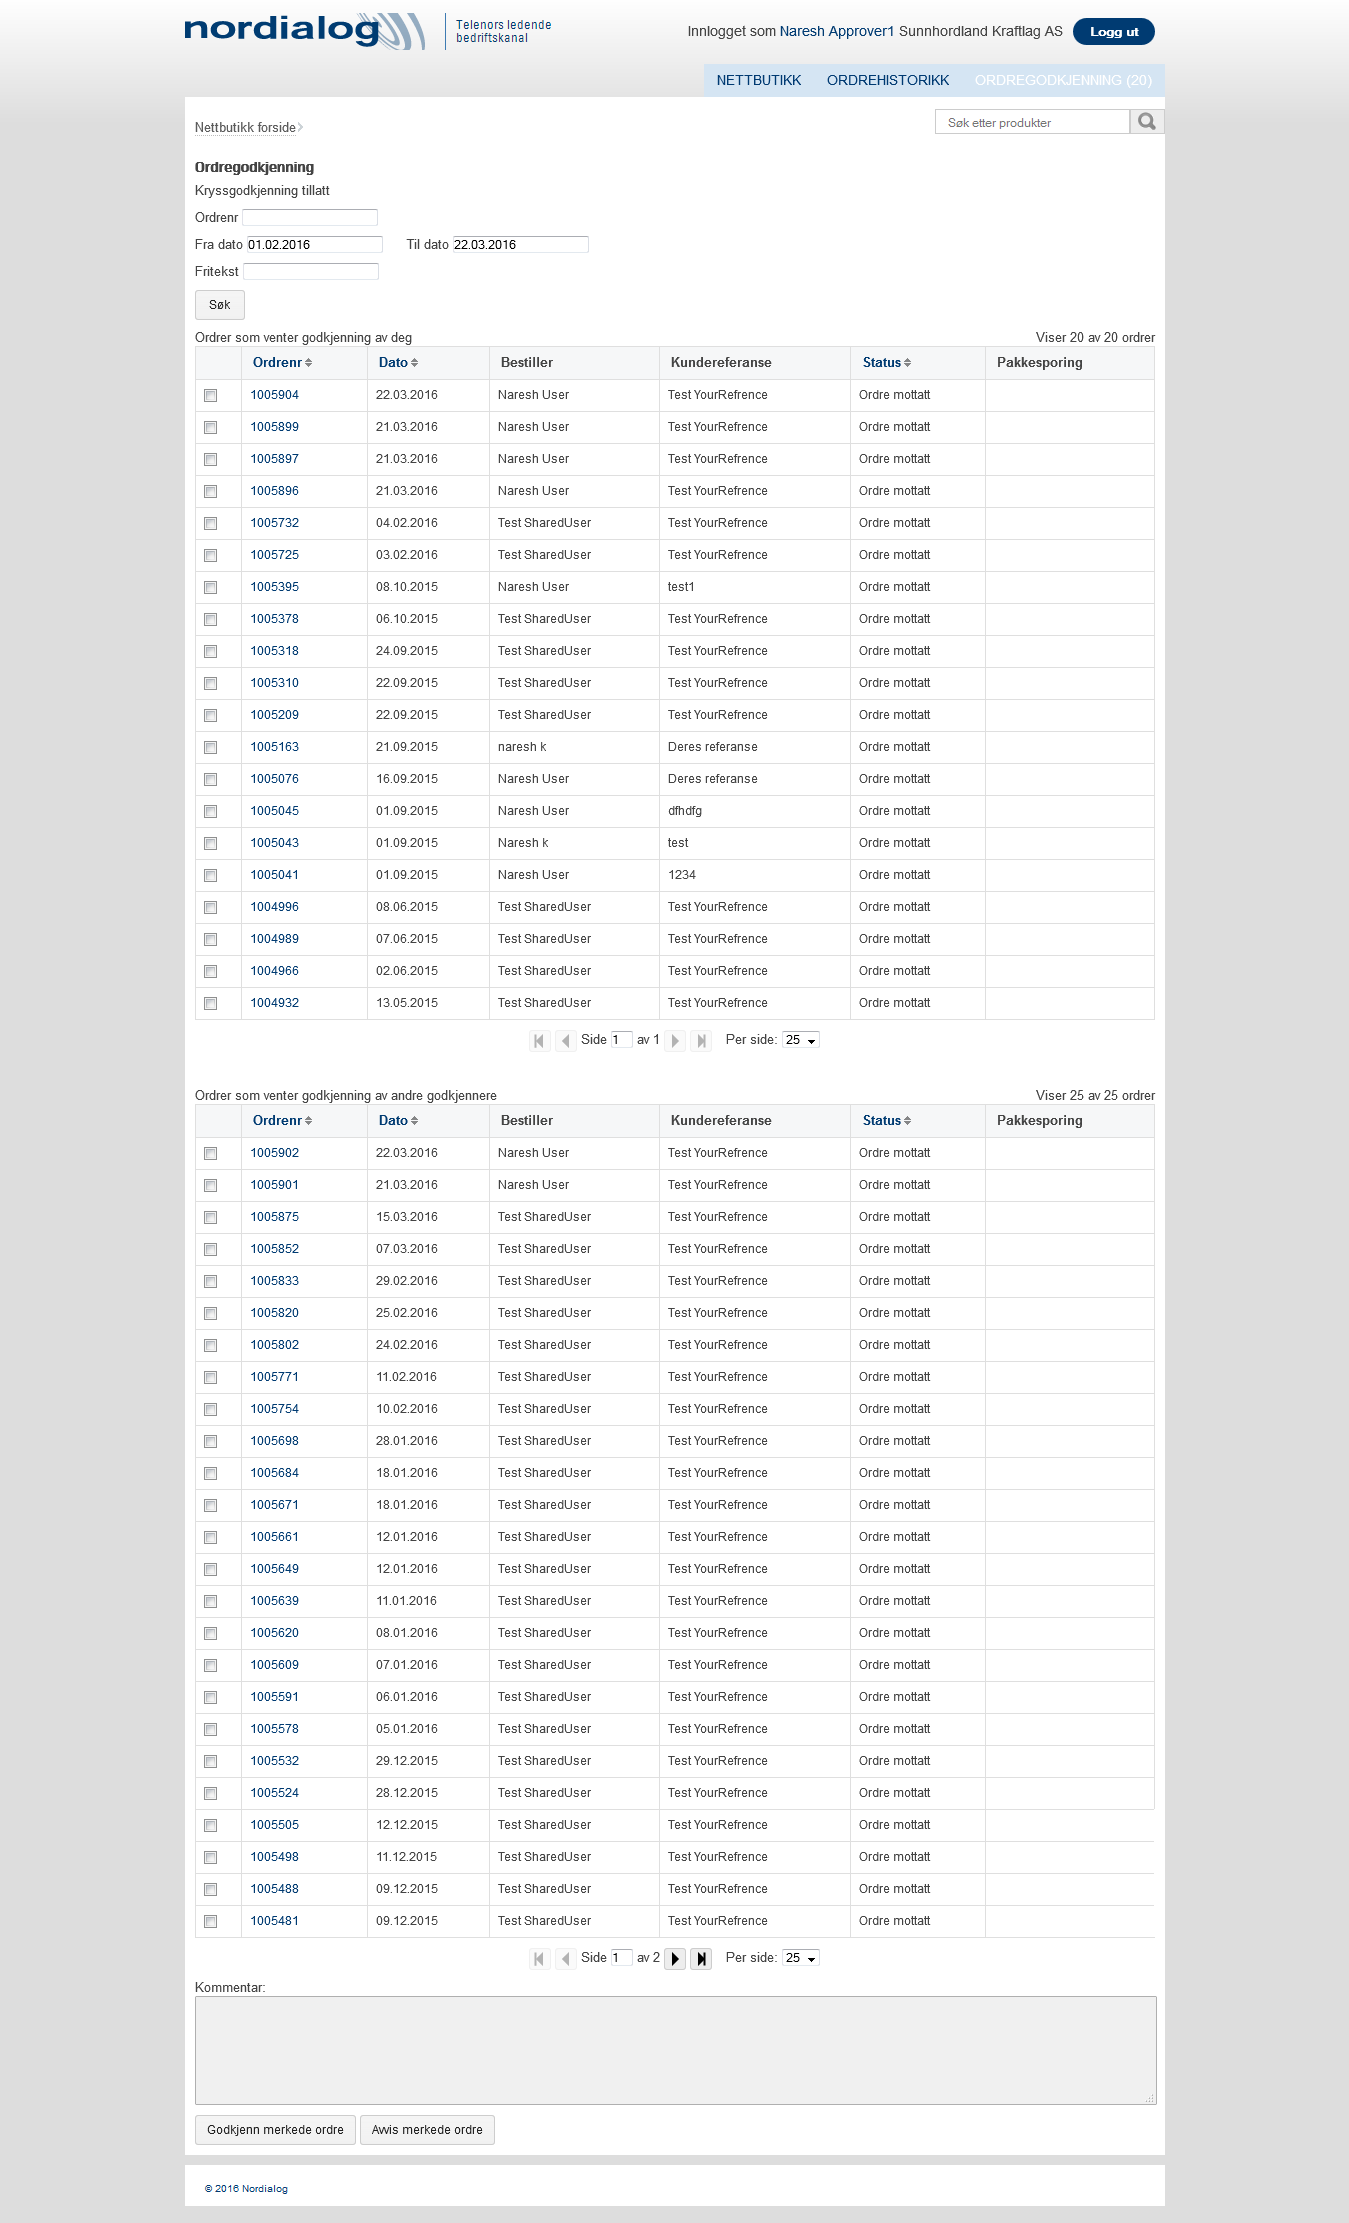 nordialog
Telenors ledende
bedriftskanal
Innlogget som Naresh Approver1 Sunnhordland Kraftlag AS Logg ut
NETTBUTIKK ORDREHISTORIKK ORDREGODKJENNING (20)
Nettbutikk forside
Søk etter produkter
Ordregodkjenning
Kryssgodkjenning tillatt
Ordrenr
Fra dato 01.02.2016 Til dato 22.03.2016
Fritekst
Søk
Ordrer som venter godkjenning av deg Viser 20 av 20 ordrer
Ordrenr Dato Bestiller Kundereferanse Status Pakkesporing
1005904 22.03.2016 Naresh User Test YourRefrence Ordre mottatt
1005899 21.03.2016 Naresh User Test YourRefrence Ordre mottatt
1005897 21.03.2016 Naresh User Test YourRefrence Ordre mottatt
1005896 21.03.2016 Naresh User Test YourRefrence Ordre mottatt
1005732 04.02.2016 Test SharedUser Test YourRefrence Ordre mottatt
1005725 03.02.2016 Test SharedUser Test YourRefrence Ordre mottatt
1005395 08.10.2015 Naresh User test1 Ordre mottatt
1005378 06.10.2015 Test SharedUser Test YourRefrence Ordre mottatt
1005318 24.09.2015 Test SharedUser Test YourRefrence Ordre mottatt
1005310 22.09.2015 Test SharedUser Test YourRefrence Ordre mottatt
1005209 22.09.2015 Test SharedUser Test YourRefrence Ordre mottatt
1005163 21.09.2015 naresh k Deres referanse Ordre mottatt
1005076 16.09.2015 Naresh User Deres referanse Ordre mottatt
1005045 01.09.2015 Naresh User dfhdfg Ordre mottatt
1005043 01.09.2015 Naresh k test Ordre mottatt
1005041 01.09.2015 Naresh User 1234 Ordre mottatt
1004996 08.06.2015 Test SharedUser Test YourRefrence Ordre mottatt
1004989 07.06.2015 Test SharedUser Test YourRefrence Ordre mottatt
1004966 02.06.2015 Test SharedUser Test YourRefrence Ordre mottatt
1004932 13.05.2015 Test SharedUser Test YourRefrence Ordre mottatt
Side 1 av 1 Per side: 25
Ordrer som venter godkjenning av andre godkjennere Viser 25 av 25 ordrer
Ordrenr Dato Bestiller Kundereferanse Status Pakkesporing
1005902 22.03.2016 Naresh User Test YourRefrence Ordre mottatt
1005901 21.03.2016 Naresh User Test YourRefrence Ordre mottatt
1005875 15.03.2016 Test SharedUser Test YourRefrence Ordre mottatt
1005852 07.03.2016 Test SharedUser Test YourRefrence Ordre mottatt
1005833 29.02.2016 Test SharedUser Test YourRefrence Ordre mottatt
1005820 25.02.2016 Test SharedUser Test YourRefrence Ordre mottatt
1005802 24.02.2016 Test SharedUser Test YourRefrence Ordre mottatt
1005771 11.02.2016 Test SharedUser Test YourRefrence Ordre mottatt
1005754 10.02.2016 Test SharedUser Test YourRefrence Ordre mottatt
1005698 28.01.2016 Test SharedUser Test YourRefrence Ordre mottatt
1005684 18.01.2016 Test SharedUser Test YourRefrence Ordre mottatt
1005671 18.01.2016 Test SharedUser Test YourRefrence Ordre mottatt
1005661 12.01.2016 Test SharedUser Test YourRefrence Ordre mottatt
1005649 12.01.2016 Test SharedUser Test YourRefrence Ordre mottatt
1005639 11.01.2016 Test SharedUser Test YourRefrence Ordre mottatt
1005620 08.01.2016 Test SharedUser Test YourRefrence Ordre mottatt
1005609 07.01.2016 Test SharedUser Test YourRefrence Ordre mottatt
1005591 06.01.2016 Test SharedUser Test YourRefrence Ordre mottatt
1005578 05.01.2016 Test SharedUser Test YourRefrence Ordre mottatt
1005532 29.12.2015 Test SharedUser Test YourRefrence Ordre mottatt
1005524 28.12.2015 Test SharedUser Test YourRefrence Ordre mottatt
1005505 12.12.2015 Test SharedUser Test YourRefrence Ordre mottatt
1005498 11.12.2015 Test SharedUser Test YourRefrence Ordre mottatt
1005488 09.12.2015 Test SharedUser Test YourRefrence Ordre mottatt
1005481 09.12.2015 Test SharedUser Test YourRefrence Ordre mottatt
Side 1 av 2 Per side: 25
Kommentar:
Godkjenn merkede ordre Avvis merkede ordre
© 2016 Nordialog